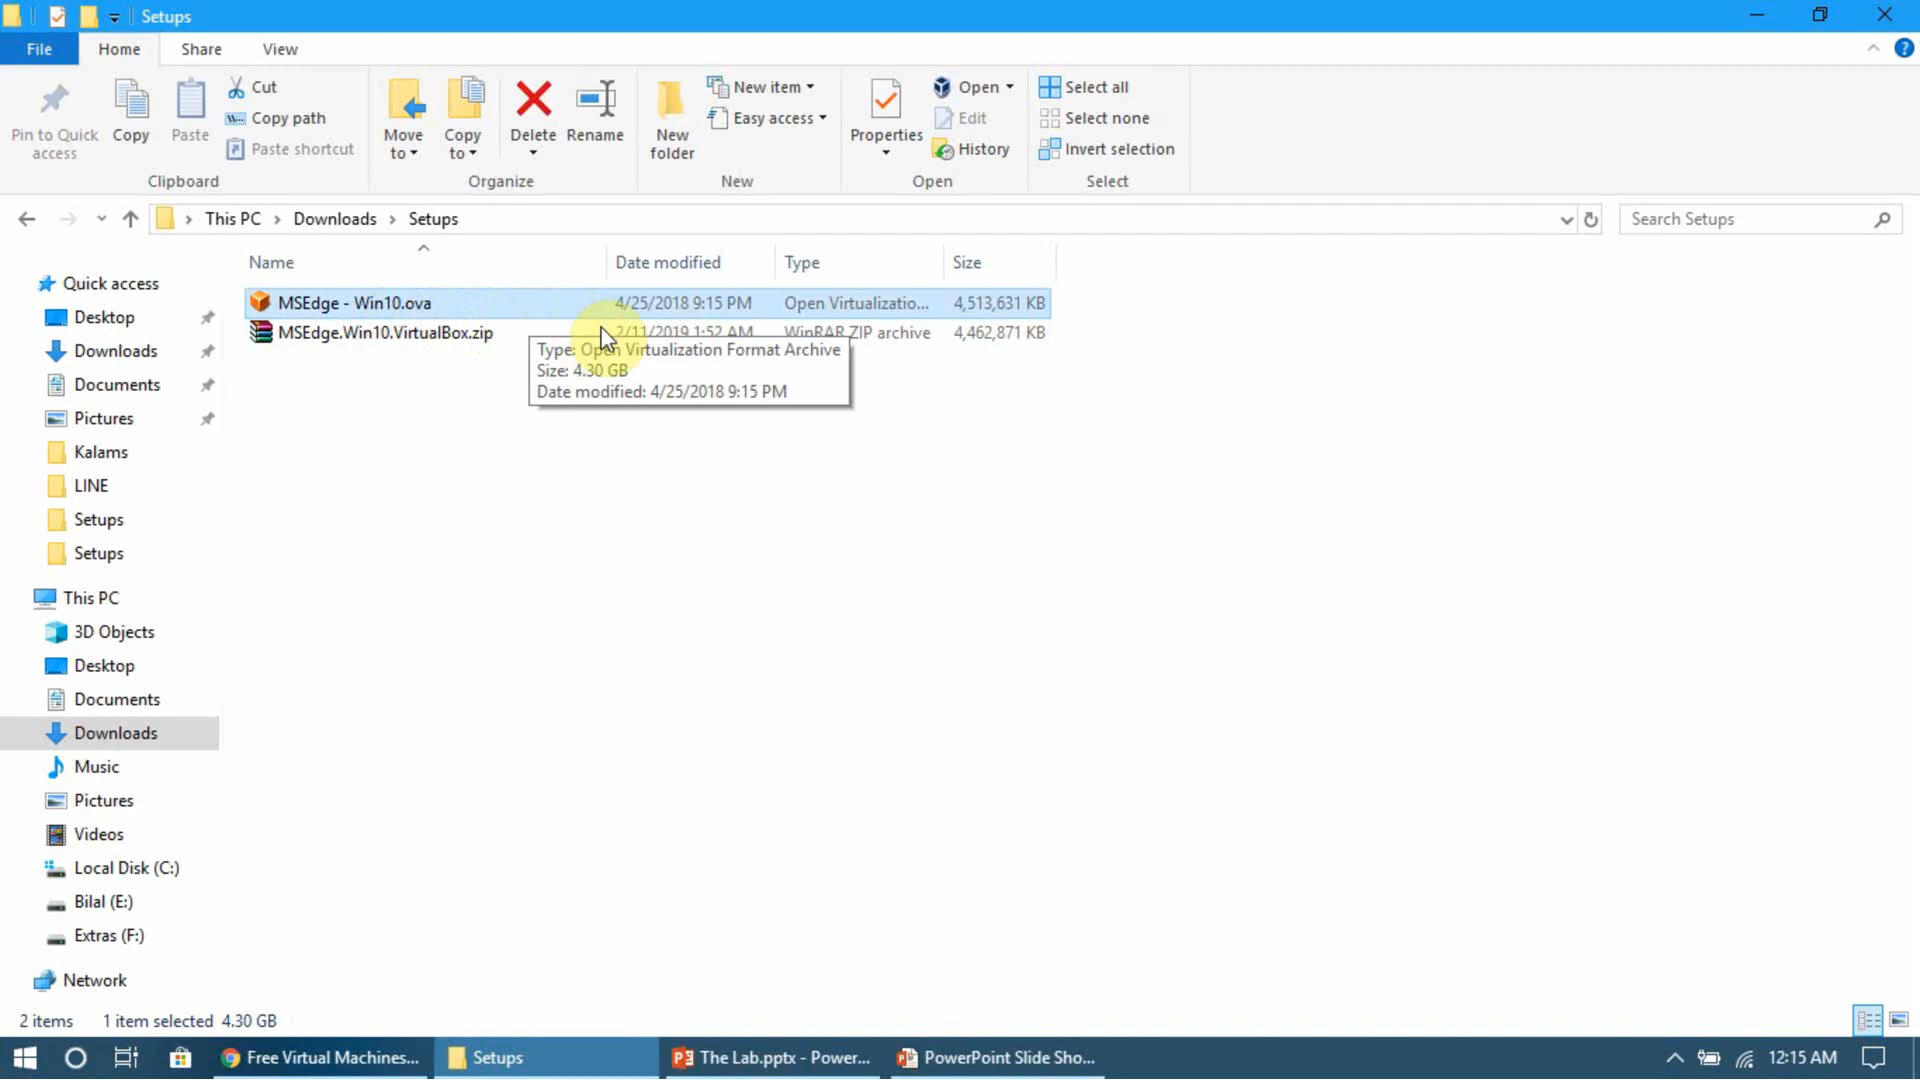 Setups
File Home Share View
Pin to Quick access
Copy
Paste
Cut
Copy path
Paste shortcut
Clipboard
Move to
Copy to
Delete
Rename
Organize
New folder
New item
Easy access
New
Properties
Open
Edit
History
Open
Select all
Select none
Invert selection
Select
This PC > Downloads > Setups
Search Setups
Name Date modified Type Size
MSEdge - Win10.ova 4/25/2018 9:15 PM Open Virtualizatio... 4,513,631 KB
MSEdge.Win10.VirtualBox.zip 2/11/2019 1:52 AM WinRAR ZIP archive 4,462,871 KB
Type: Open Virtualization Format Archive
Size: 4.30 GB
Date modified: 4/25/2018 9:15 PM
Quick access
Desktop
Downloads
Documents
Pictures
Kalams
LINE
Setups
Setups
This PC
3D Objects
Desktop
Documents
Downloads
Music
Pictures
Videos
Local Disk (C:)
Bilal (E:)
Extras (F:)
Network
2 items 1 item selected 4.30 GB
Free Virtual Machines... Setups The Lab.pptx - Power... PowerPoint Slide Sho... 12:15 AM